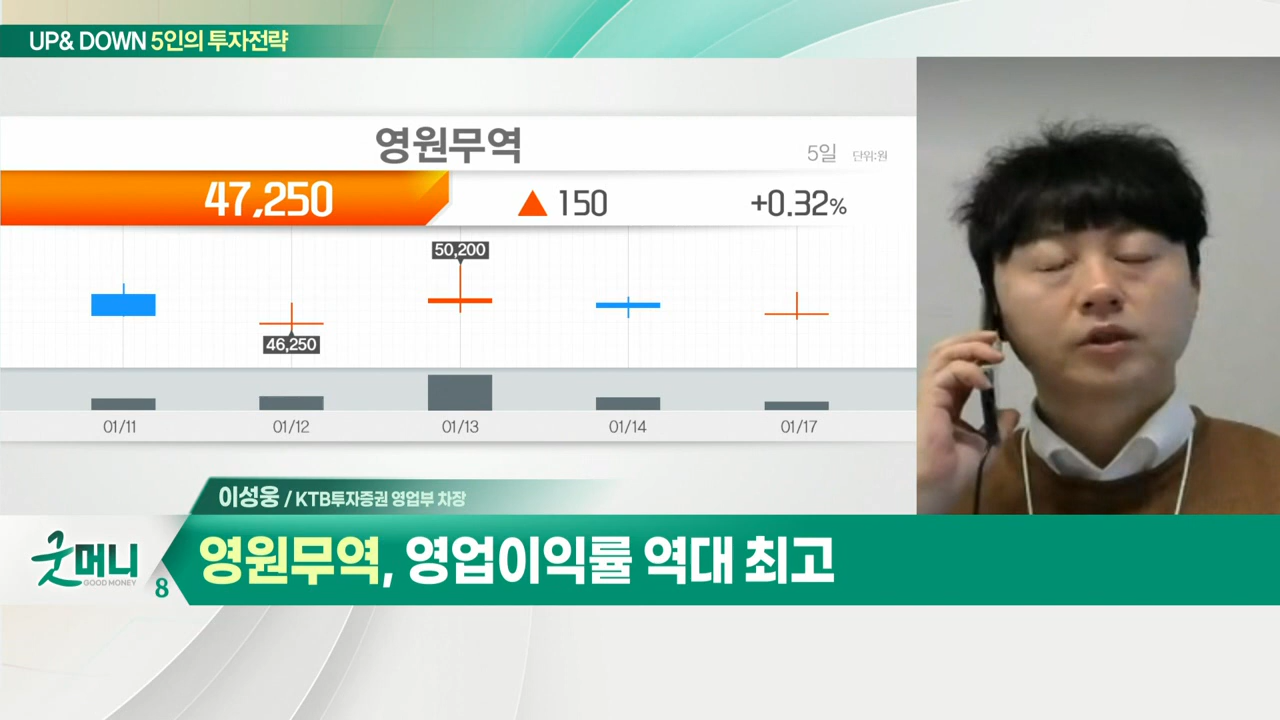 UP& DOWN 5인의 투자전략
영원무역
5일 단위:원
47,250 ▲ 150 +0.32%
50,200
46,250
01/11 01/12 01/13 01/14 01/17
이성웅 / KTB투자증권 영업부 차장
굿머니
GOOD MONEY
8
영원무역, 영업이익률 역대 최고